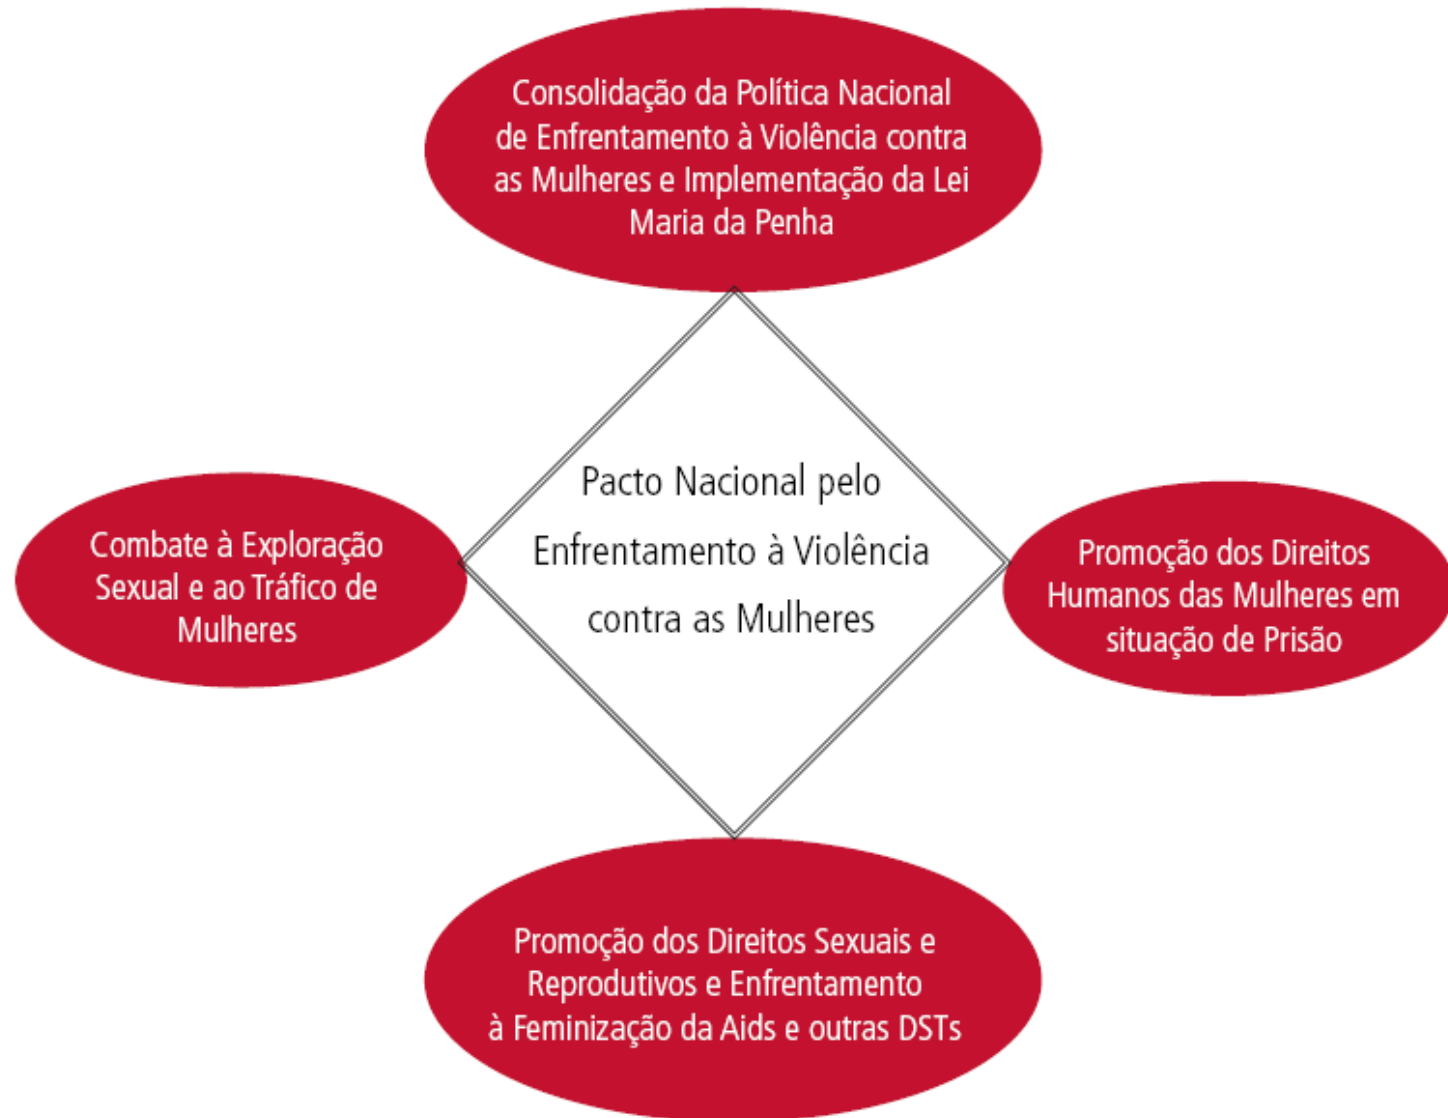 Consolidação da Política Nacional
de Enfrentamento à Violência contra
as Mulheres e Implementação da Lei
Maria da Penha
Pacto Nacional pelo
Enfrentamento à Violência
contra as Mulheres
Combate à Exploração
Sexual e ao Tráfico de
Mulheres
Promoção dos Direitos
Humanos das Mulheres em
situação de Prisão
Promoção dos Direitos Sexuais e
Reprodutivos e Enfrentamento
à Feminização da Aids e outras DSTs